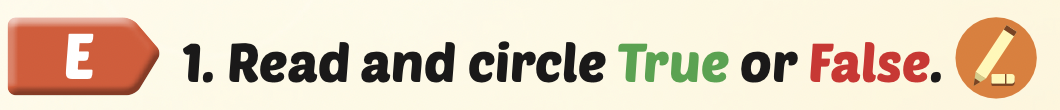 E 1. Read and circle True or False.